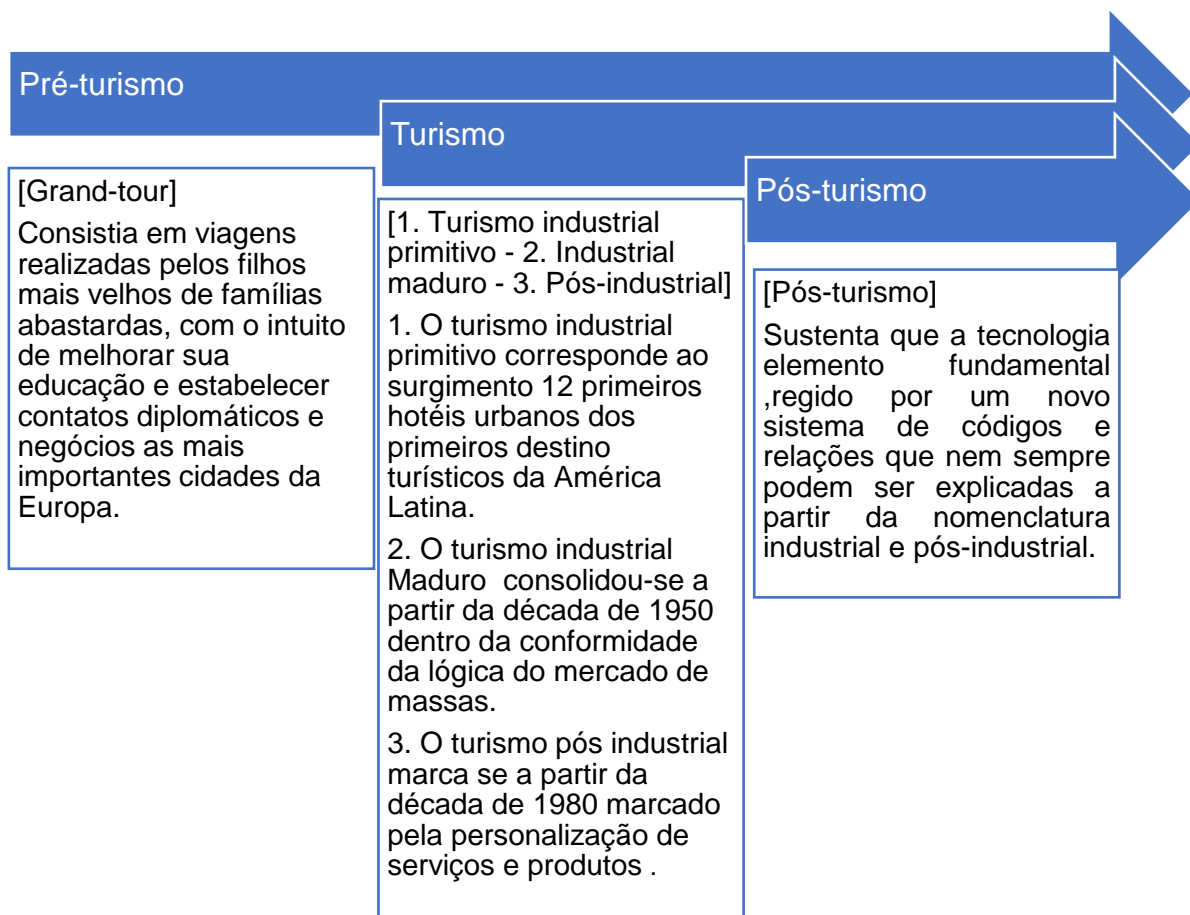 Pré-turismo
[Grand-tour]
Consistia em viagens
realizadas pelos filhos
mais velhos de famílias
abastardas, com o intuito
de melhorar sua
educação e estabelecer
contatos diplomáticos e
negócios as mais
importantes cidades da
Europa.
Turismo
[1. Turismo industrial
primitivo - 2. Industrial
maduro - 3. Pós-industrial]
1. O turismo industrial
primitivo corresponde ao
surgimento 12 primeiros
hotéis urbanos dos
primeiros destino
turísticos da América
Latina.
2. O turismo industrial
Maduro  consolidou-se a
partir da década de 1950
dentro da conformidade
da lógica do mercado de
massas.
3. O turismo pós industrial
marca se a partir da
década de 1980 marcado
pela personalização de
serviços e produtos .
Pós-turismo
[Pós-turismo]
Sustenta que a tecnologia
elemento fundamental
,regido por um novo
sistema de códigos e
relações que nem sempre
podem ser explicadas a
partir da nomenclatura
industrial e pós-industrial.